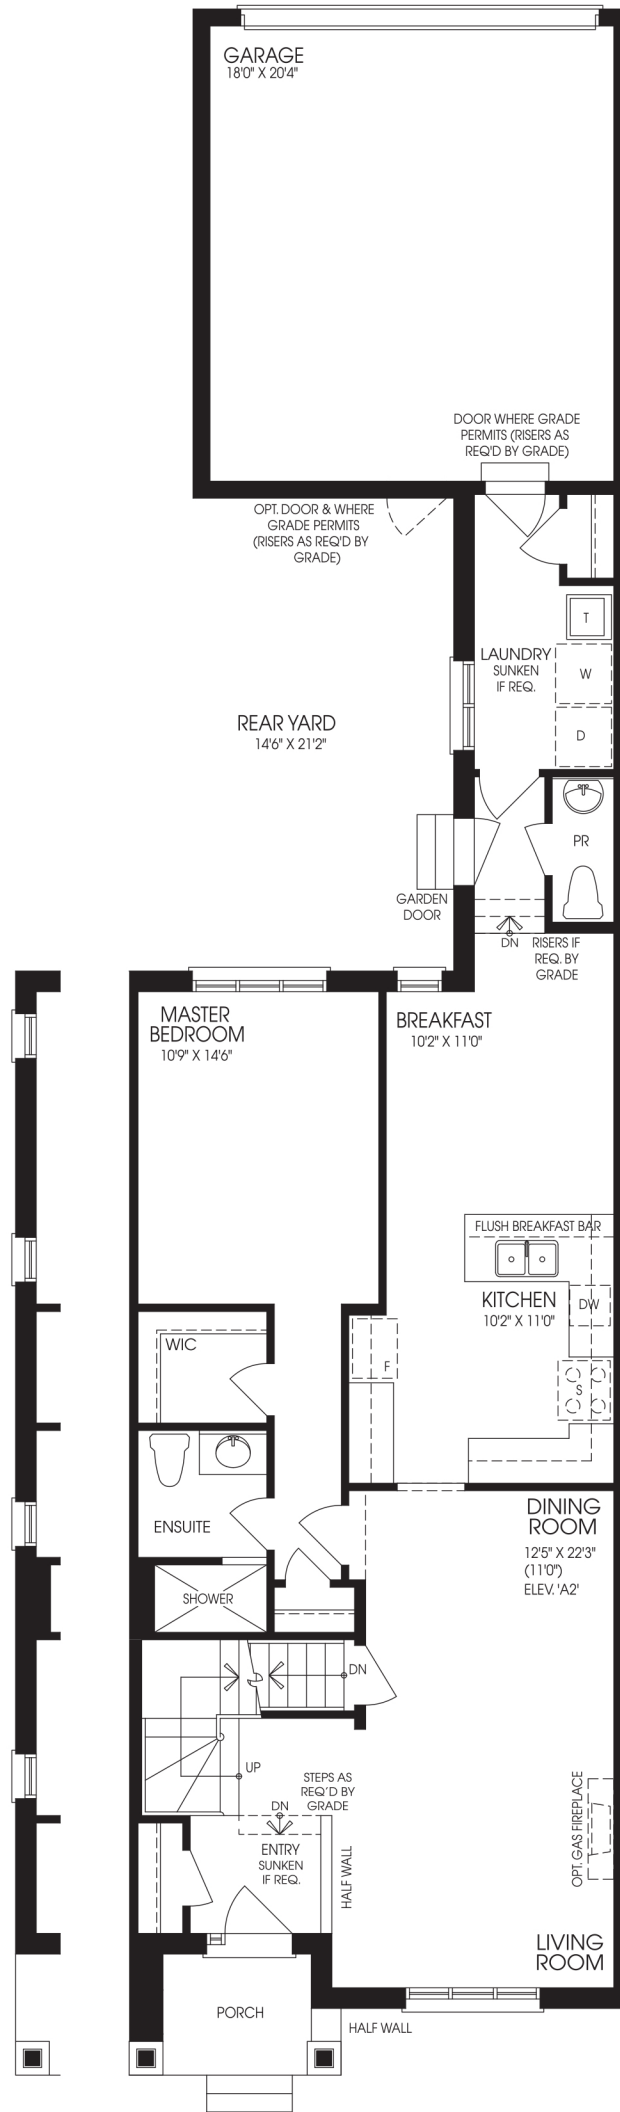 GARAGE
18'0" X 20'4"
DOOR WHERE GRADE
PERMITS (RISERS AS
REQ'D BY GRADE)
OPT. DOOR & WHERE
GRADE PERMITS
(RISERS AS REQ'D BY
GRADE)
T
LAUNDRY
SUNKEN
IF REQ.
W
D
REAR YARD
14'6" X 21'2"
PR
GARDEN
DOOR
DN
RISERS IF
REQ. BY
GRADE
MASTER
BEDROOM
10'9" X 14'6"
BREAKFAST
10'2" X 11'0"
FLUSH BREAKFAST BAR
KITCHEN
10'2" X 11'0"
DW
WIC
F
S
ENSUITE
DINING
ROOM
12'5" X 22'3"
(11'0")
ELEV. 'A2'
SHOWER
DN
UP
STEPS AS
REQ'D BY
GRADE
DN
ENTRY
SUNKEN
IF REQ.
HALF WALL
OPT. GAS FIREPLACE
LIVING
ROOM
PORCH
HALF WALL